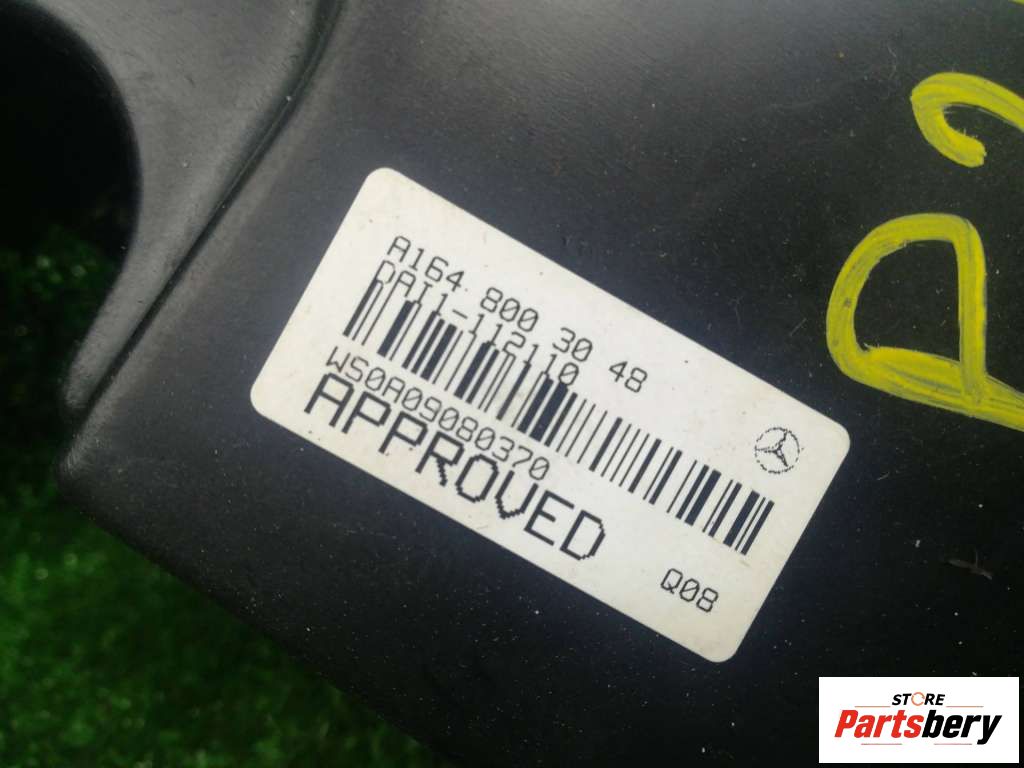 A164 800 30 48
DAI1-112110
WS0A09080370
APPROVED
Q08
STORE
Partsbery